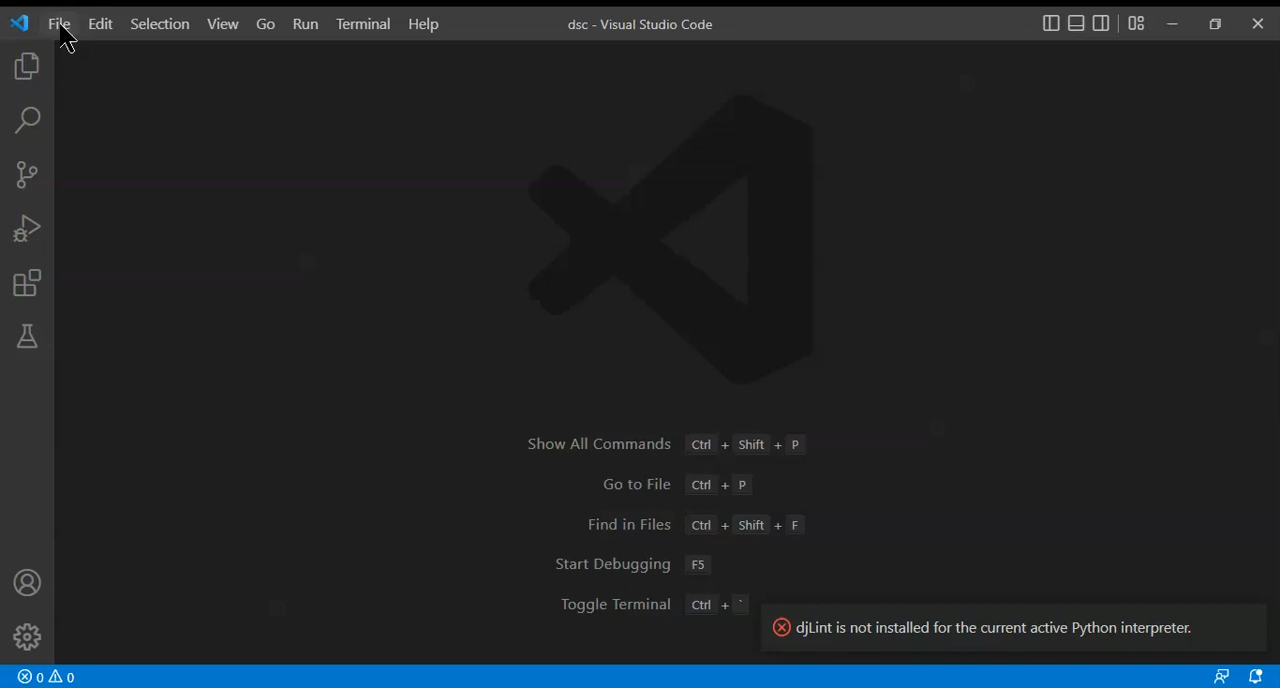 File Edit Selection View Go Run Terminal Help dsc - Visual Studio Code
Show All Commands Ctrl + Shift + P
Go to File Ctrl + P
Find in Files Ctrl + Shift + F
Start Debugging F5
Toggle Terminal Ctrl + `
djLint is not installed for the current active Python interpreter.
0 0